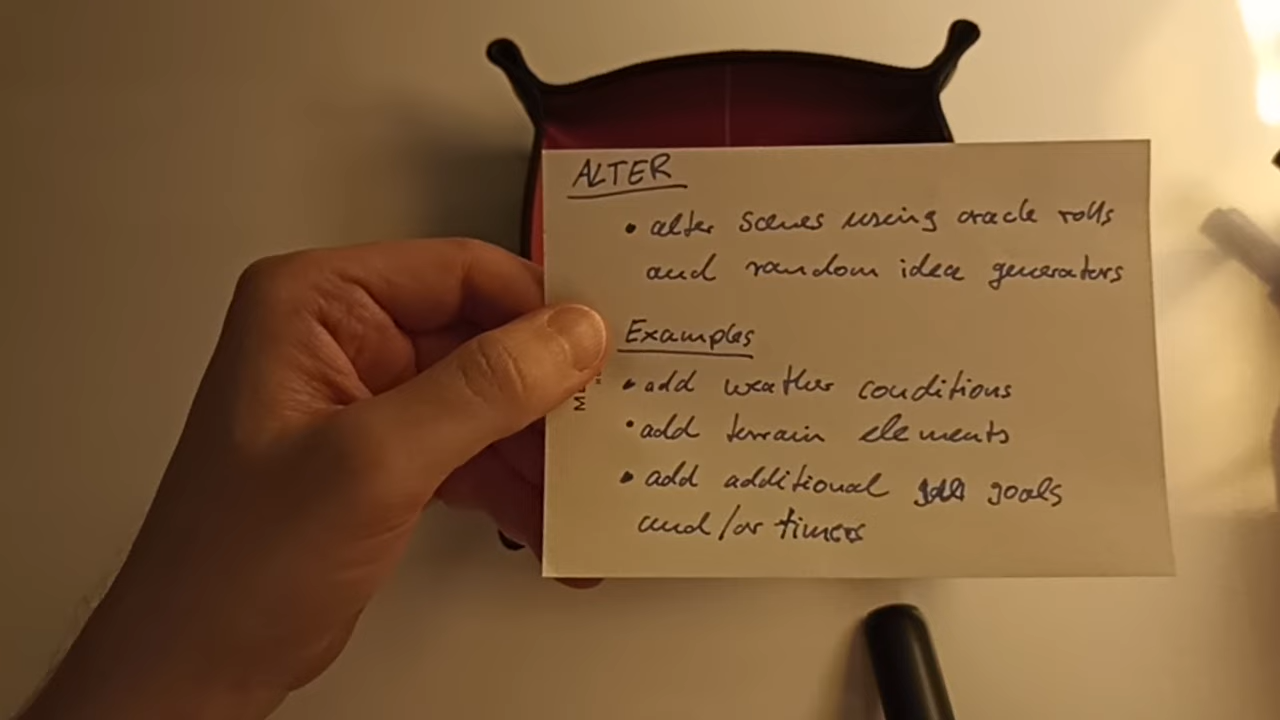 ALTER
• alter scenes using oracle rolls
and random idea generators
Examples
• add weather conditions
• add terrain elements
• add additional goals
and/or timers